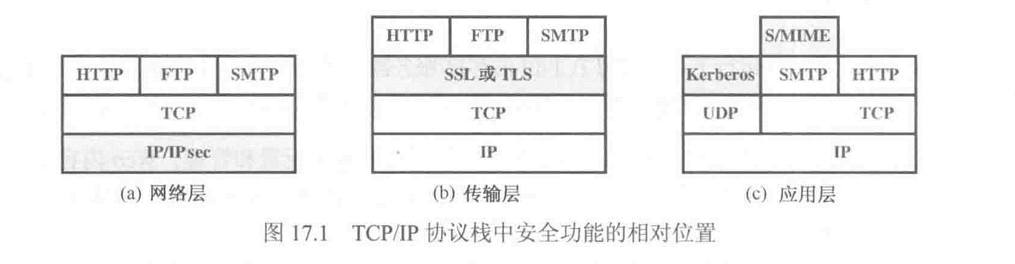 HTTP FTP SMTP
TCP
IP/IPsec
(a) 网络层
HTTP FTP SMTP
SSL 或 TLS
TCP
IP
(b) 传输层
S/MIME
Kerberos SMTP HTTP
UDP TCP
IP
(c) 应用层
图 17.1 TCP/IP 协议栈中安全功能的相对位置